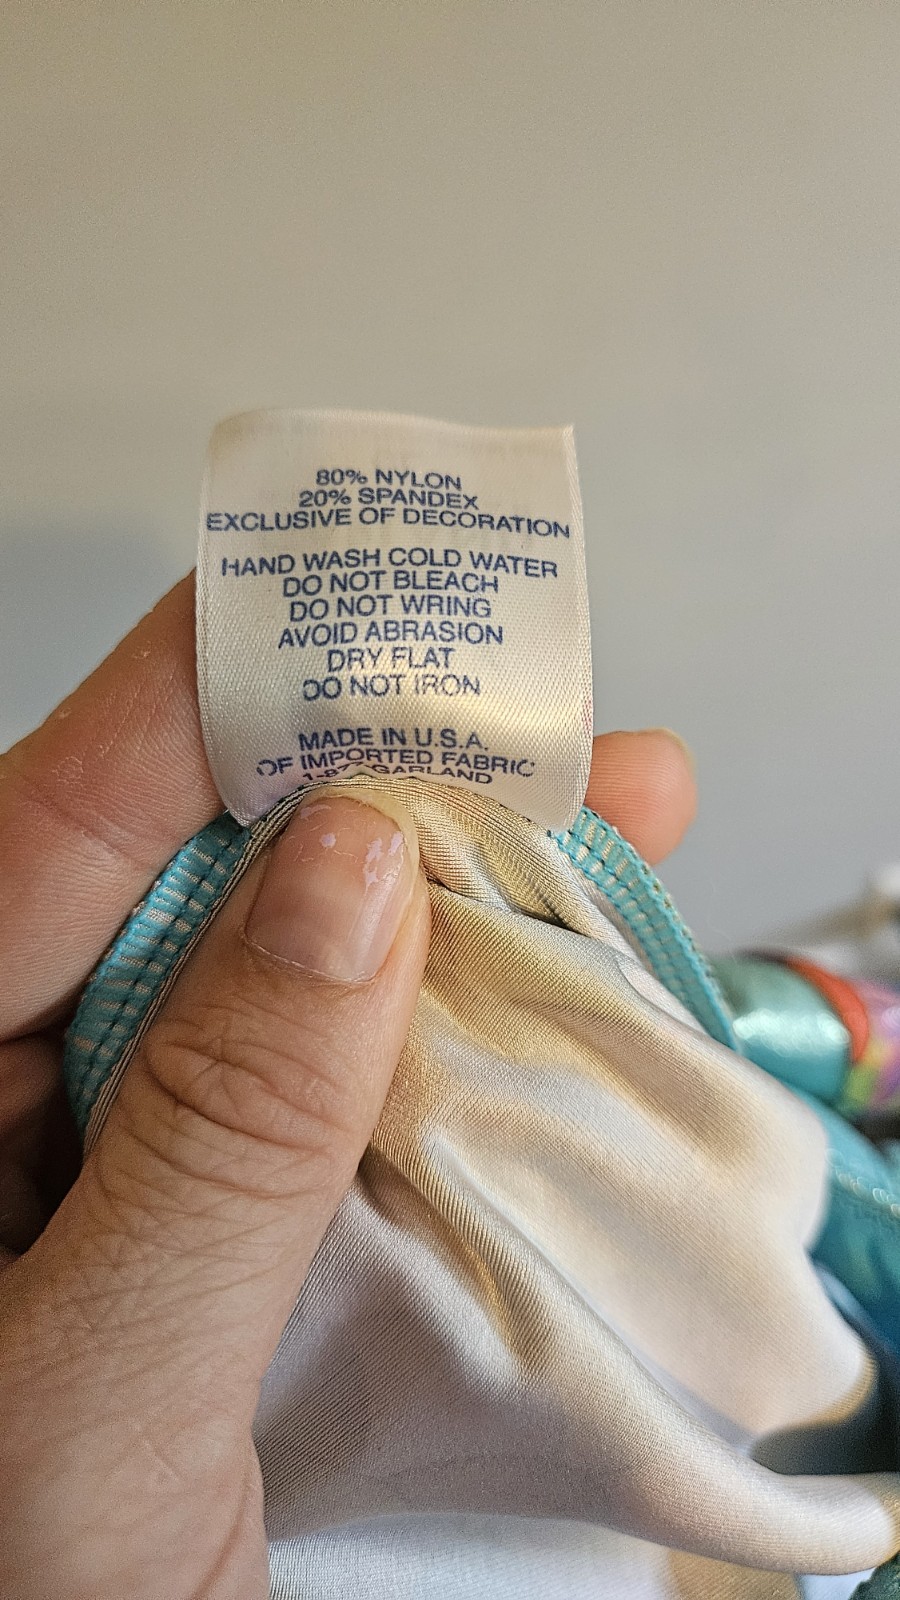 80% NYLON
20% SPANDEX
EXCLUSIVE OF DECORATION
HAND WASH COLD WATER
DO NOT BLEACH
DO NOT WRING
AVOID ABRASION
DRY FLAT
DO NOT IRON
MADE IN U.S.A.
OF IMPORTED FABRIC
GARLAND